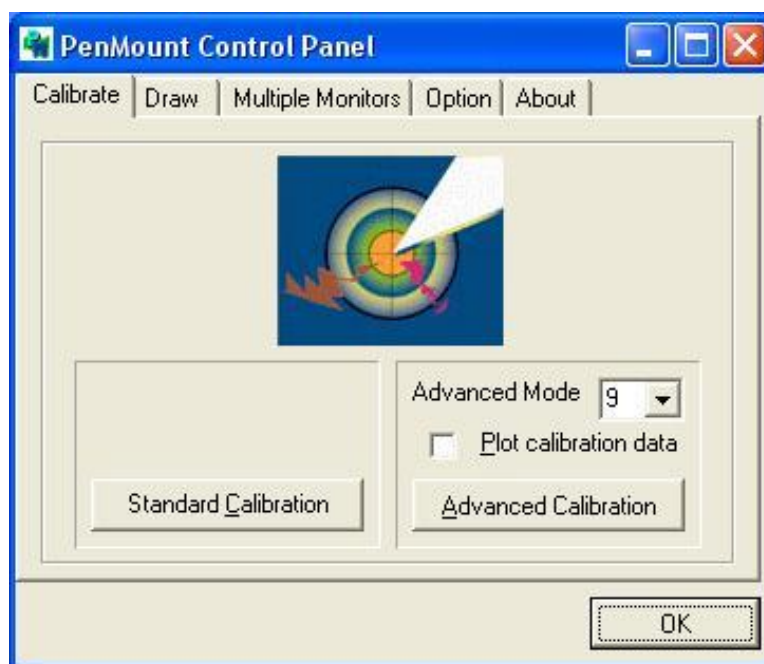 PenMount Control Panel
Calibrate Draw Multiple Monitors Option About
Advanced Mode 9
Plot calibration data
Standard Calibration Advanced Calibration
OK